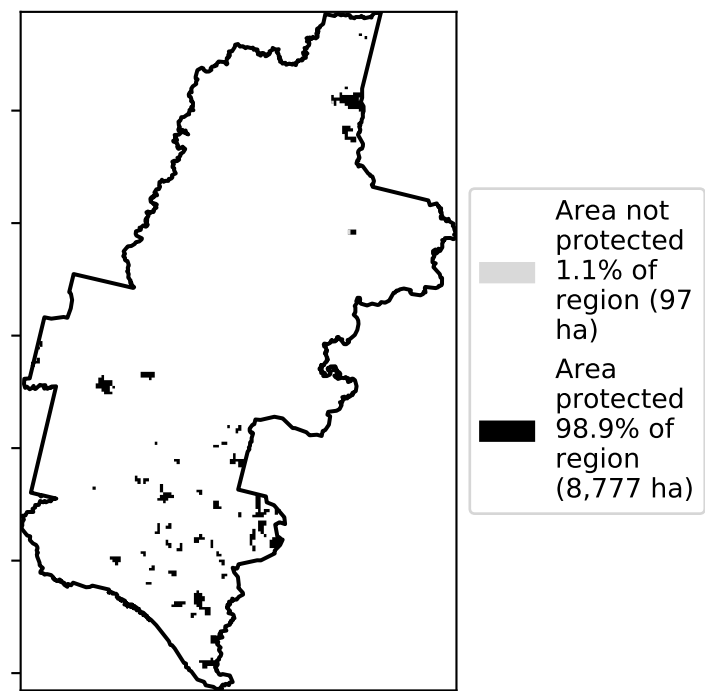 Area not
protected
1.1% of
region (97
ha)
Area
protected
98.9% of
region
(8,777 ha)